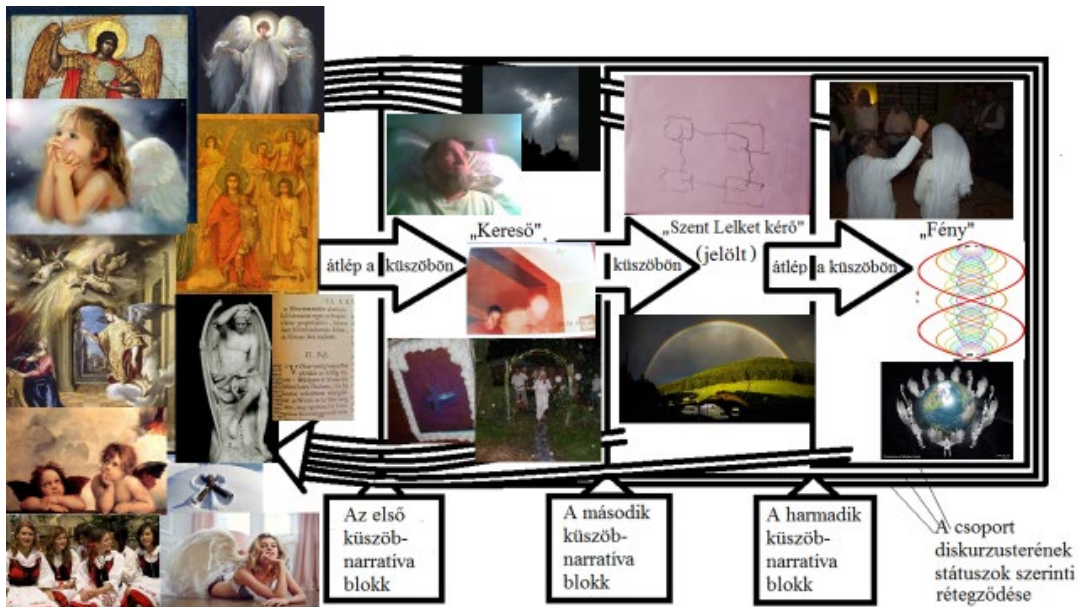 „Kereső",
„Szent Lelket kérő"
(jelölt)
„Fény"
átlép a küszöbön
küszöbön
átlép a küszöbön
Az első
küszöb-
narratíva
blokk
A második
küszöb-
narratíva
blokk
A harmadik
küszöb-
narratíva
blokk
A csoport
diskurzusterének
státuszok szerinti
rétegződése